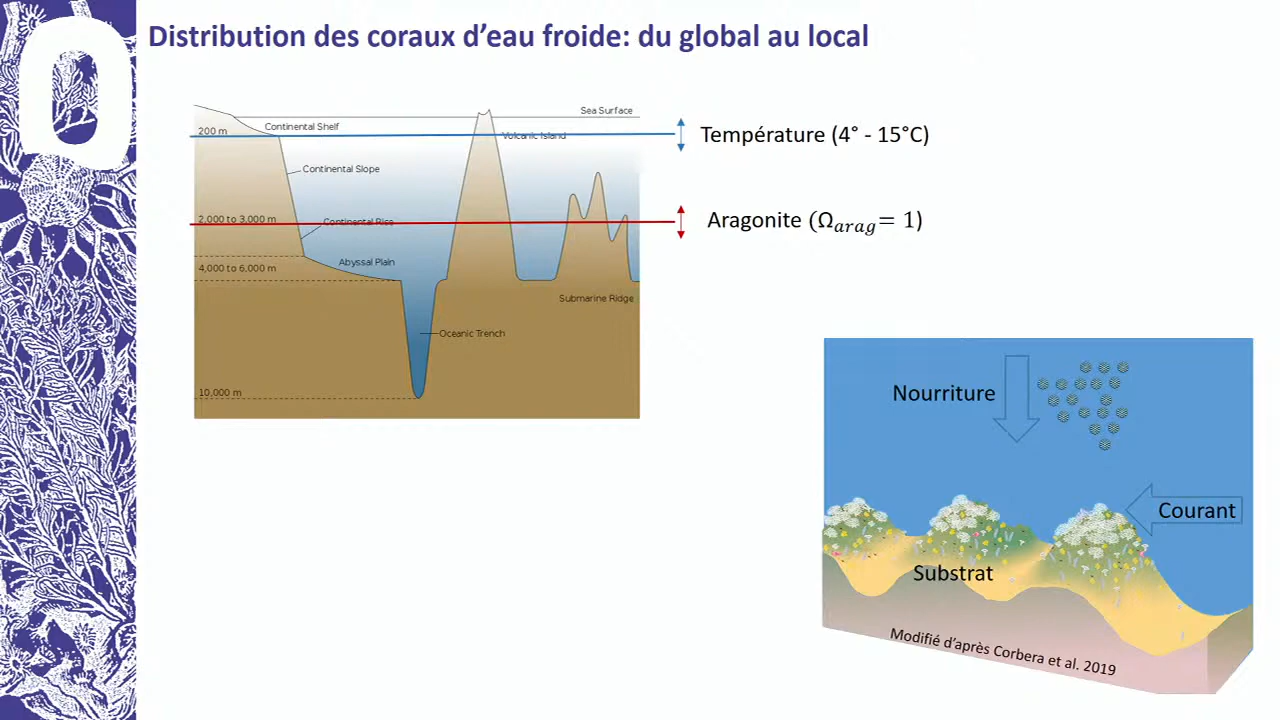 Distribution des coraux d’eau froide: du global au local
Sea Surface
Continental Shelf
200 m
Volcanic Island
Température (4° - 15°C)
Continental Slope
2,000 to 3,000 m
Continental Rise
Aragonite (Ωarag= 1)
Abyssal Plain
4,000 to 6,000 m
Submarine Ridge
Oceanic Trench
10,000 m
Nourriture
Courant
Substrat
Modifié d’après Corbera et al. 2019